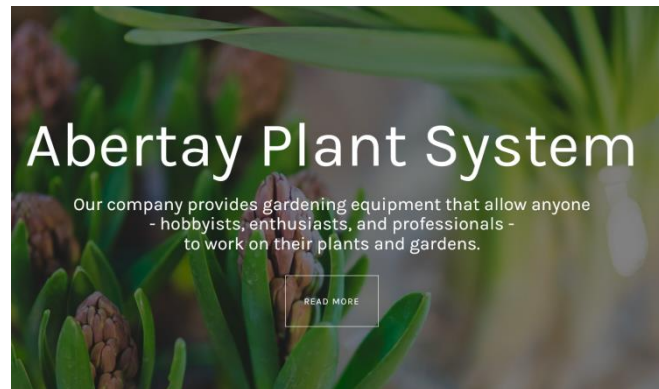 Abertay Plant System
Our company provides gardening equipment that allow anyone
- hobbyists, enthusiasts, and professionals -
to work on their plants and gardens.
READ MORE